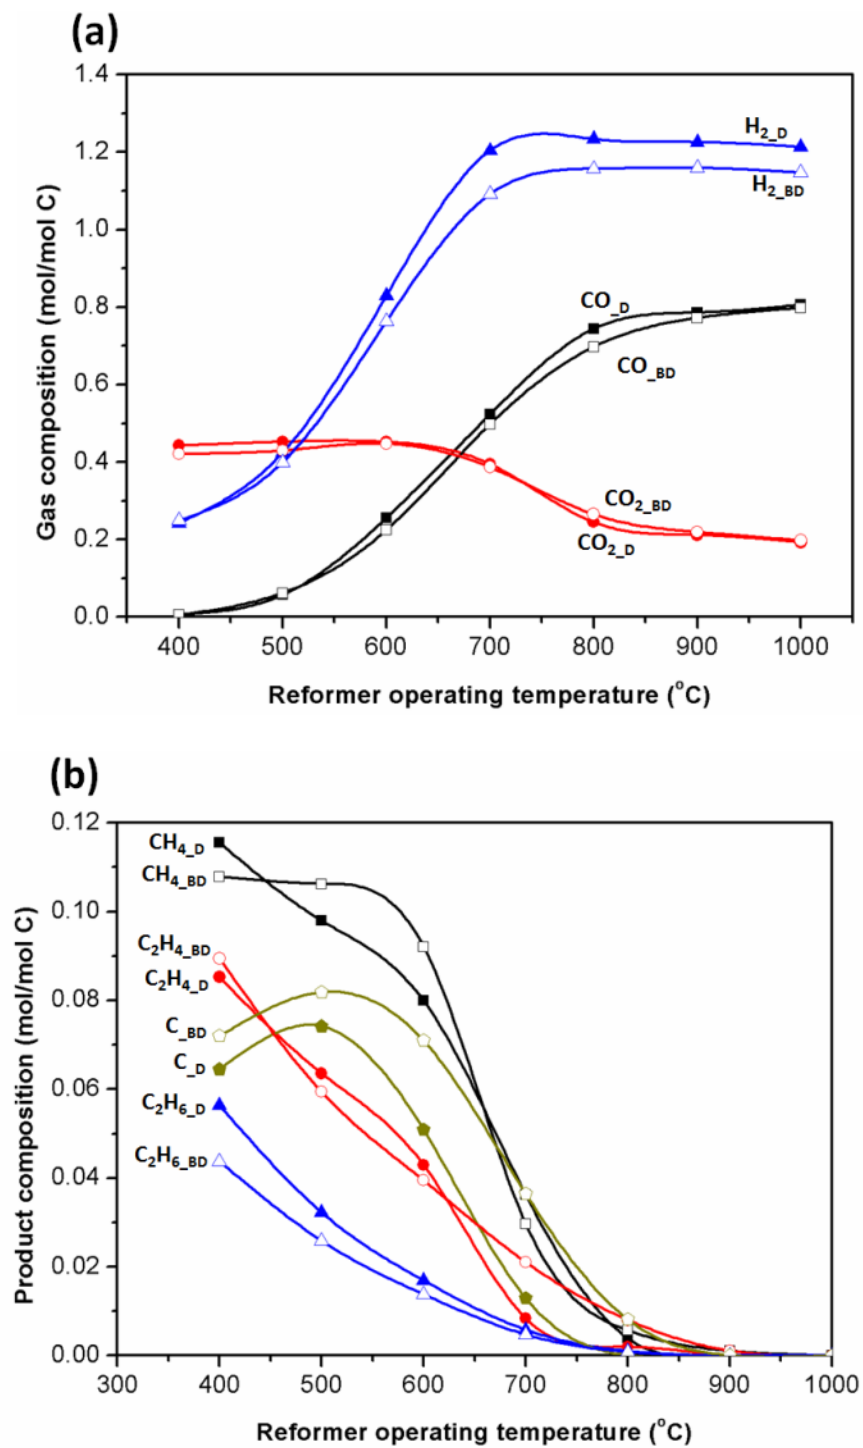 (a)
1.4
1.2
1.0
0.8
0.6
0.4
0.2
0.0
Gas composition (mol/mol C)
H2_D
H2_BD
CO_D
CO_BD
CO2_BD
CO2_D
400 500 600 700 800 900 1000
Reformer operating temperature (°C)
(b)
0.12
0.10
0.08
0.06
0.04
0.02
0.00
Product composition (mol/mol C)
CH4_D
CH4_BD
C2H4_BD
C2H4_D
C_BD
C_D
C2H6_D
C2H6_BD
300 400 500 600 700 800 900 1000
Reformer operating temperature (°C)